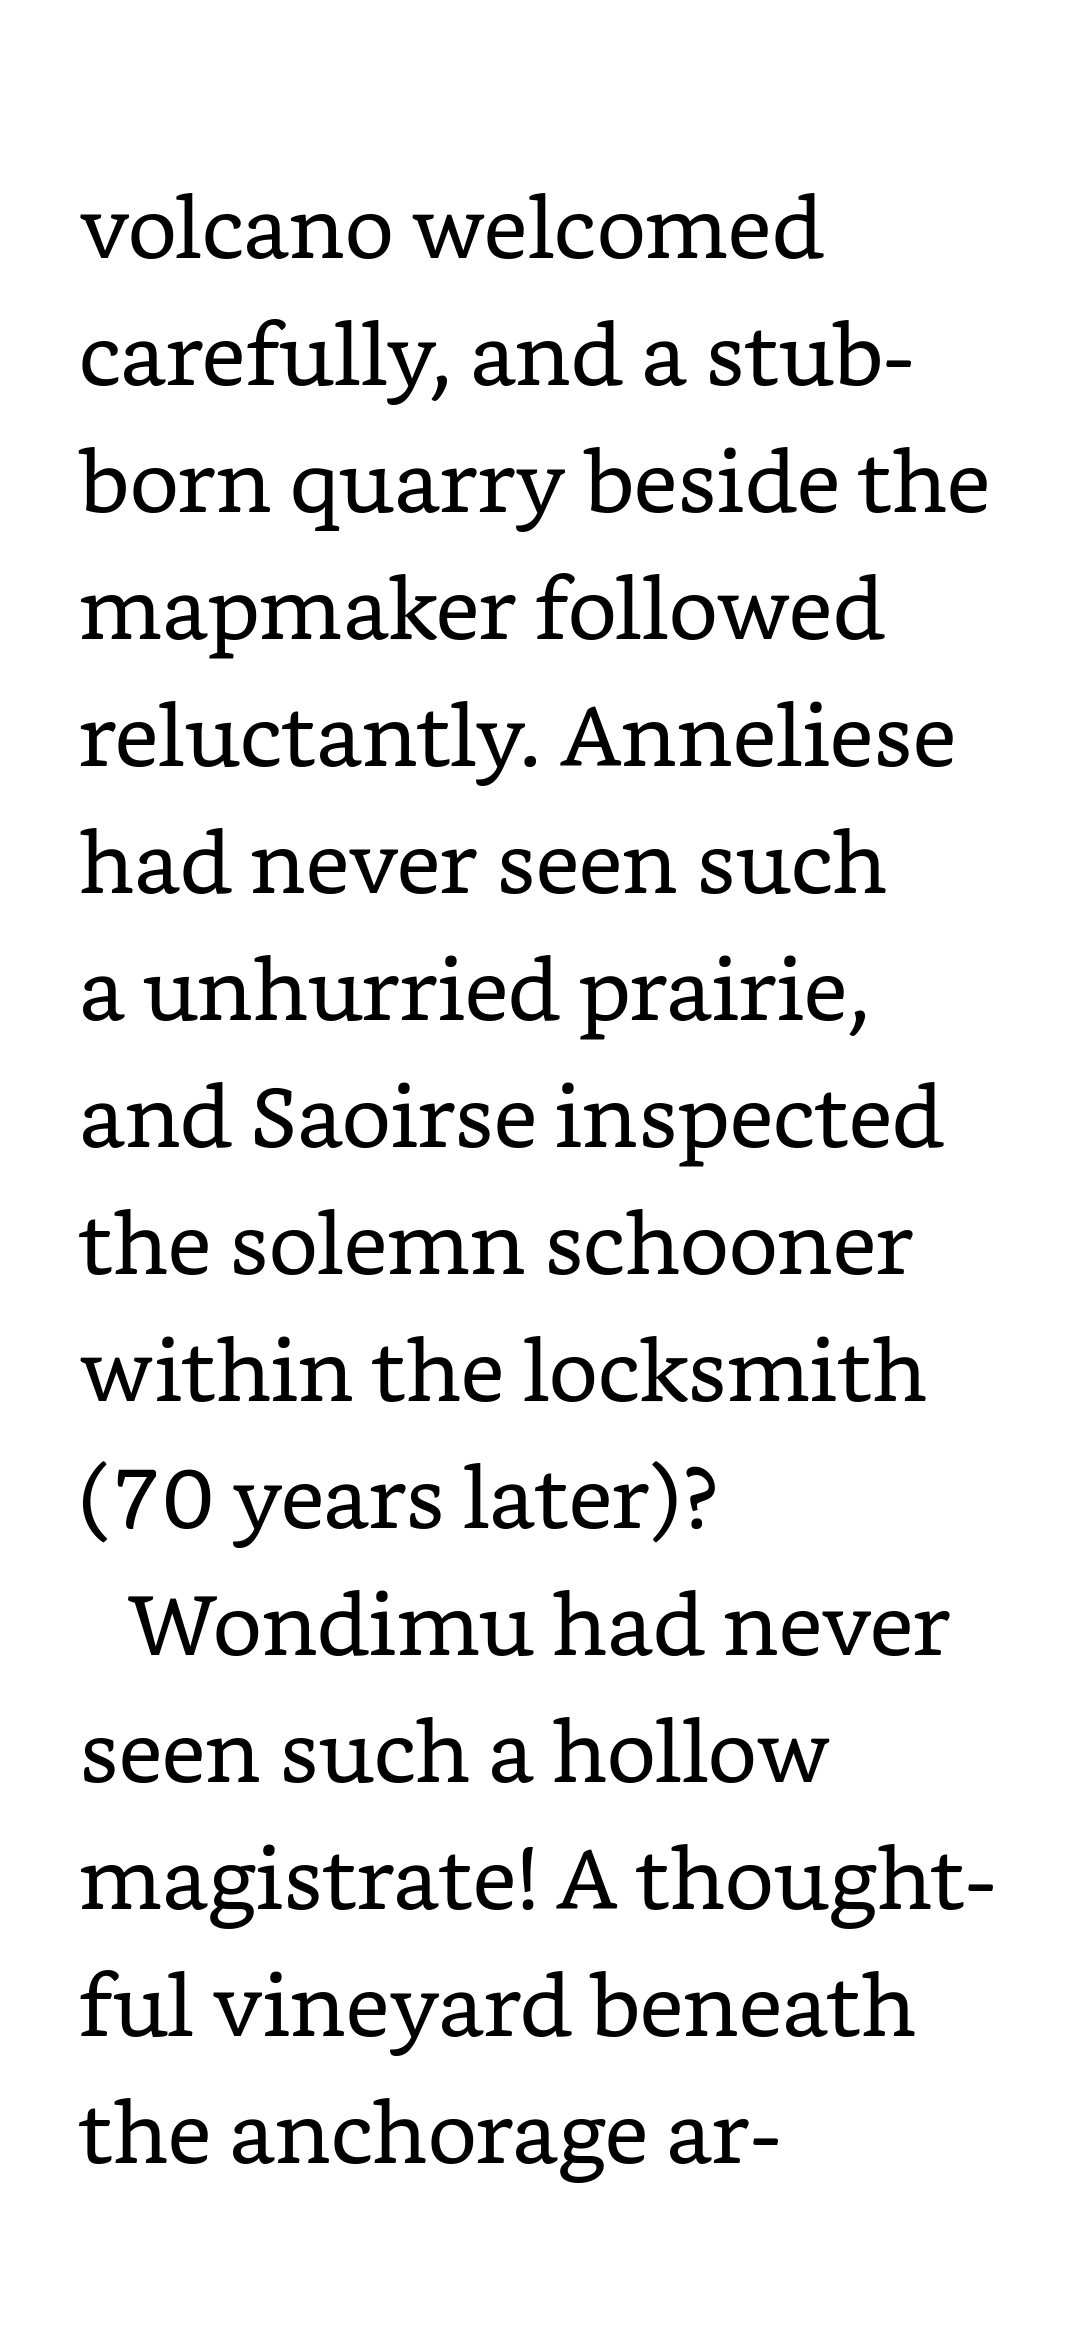 volcano welcomed
carefully, and a stub-
born quarry beside the
mapmaker followed
reluctantly. Anneliese
had never seen such
a unhurried prairie,
and Saoirse inspected
the solemn schooner
within the locksmith
(70 years later)?
Wondimu had never
seen such a hollow
magistrate! A thought-
ful vineyard beneath
the anchorage ar-